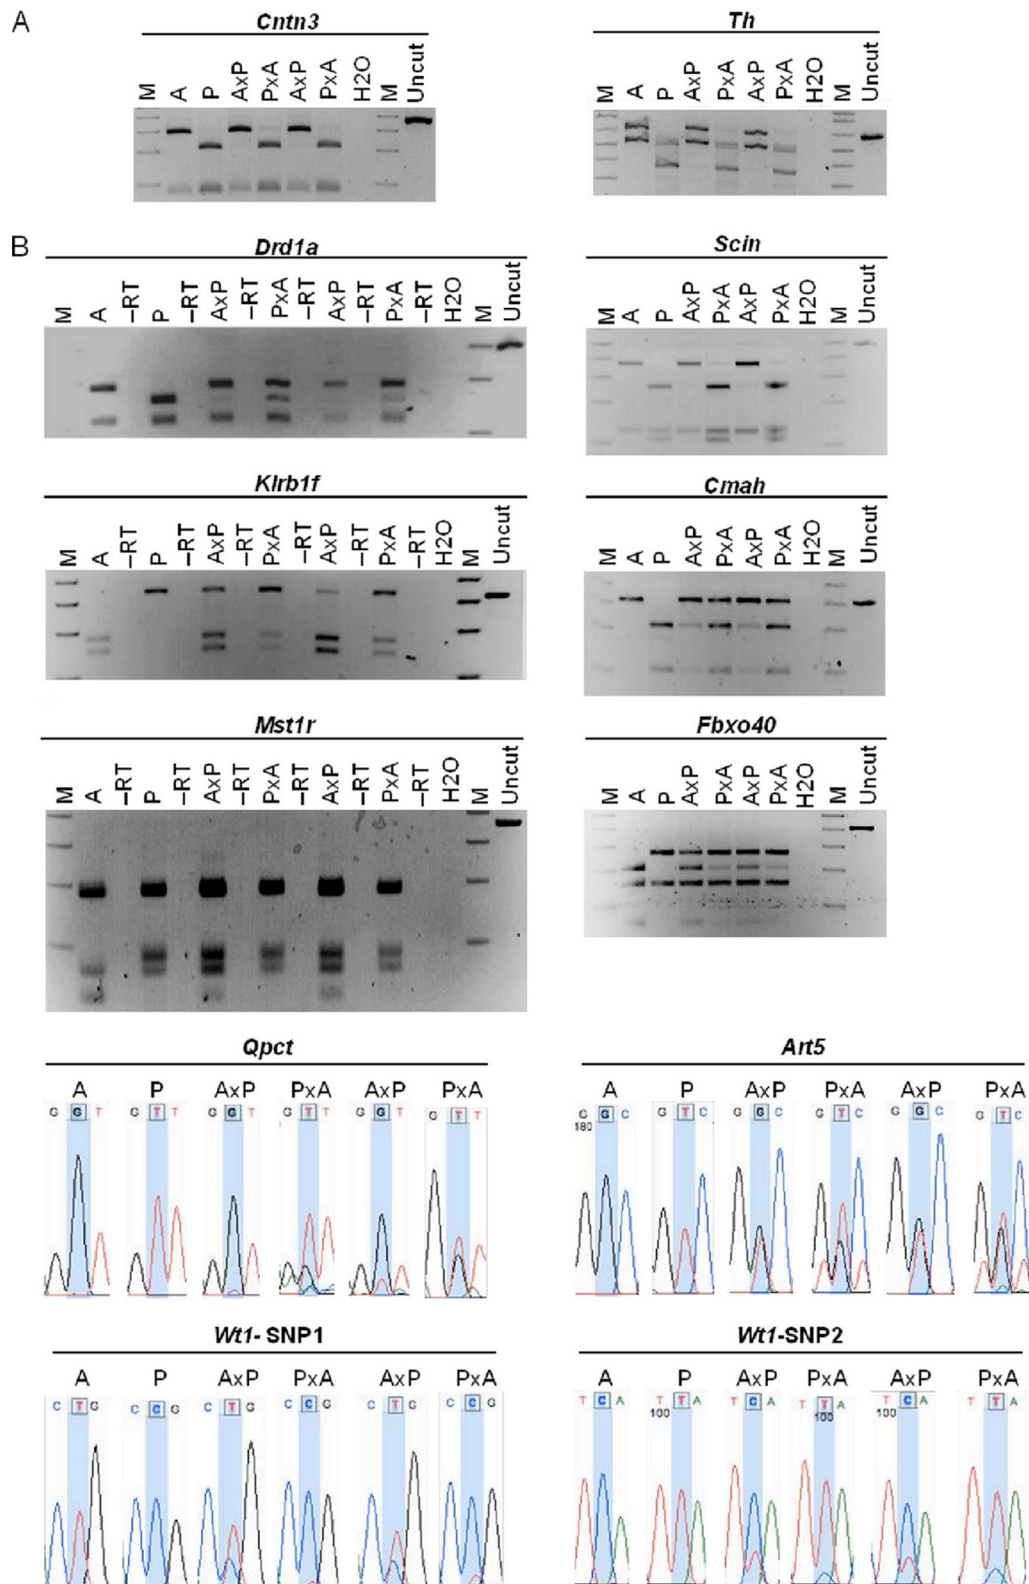 A
Cntn3
Th
M A P AxP PxA AxP PxA H2O M Uncut
M A P AxP PxA AxP PxA H2O M Uncut
B
Drd1a
Scin
M A –RT P –RT AxP –RT PxA –RT AxP –RT PxA –RT H2O M Uncut
M A P AxP PxA AxP PxA H2O M Uncut
Klrb1f
Cmah
M A –RT P –RT AxP –RT PxA –RT AxP –RT PxA –RT H2O M Uncut
M A P AxP PxA AxP PxA H2O M Uncut
Mst1r
Fbxo40
M A –RT P –RT AxP –RT PxA –RT AxP –RT PxA –RT H2O M Uncut
M A P AxP PxA AxP PxA H2O M Uncut
Qpct
Art5
A P AxP PxA AxP PxA
A P AxP PxA AxP PxA
G G T G T T G G T G T T G G T G T T
G G C G T C G G C G T C G G C G T C
180
Wt1- SNP1
Wt1-SNP2
A P AxP PxA AxP PxA
A P AxP PxA AxP PxA
C T G C C G C T G C C G C T G C C G
T C A T T A T C A T T A T C A T T A
100 100 100